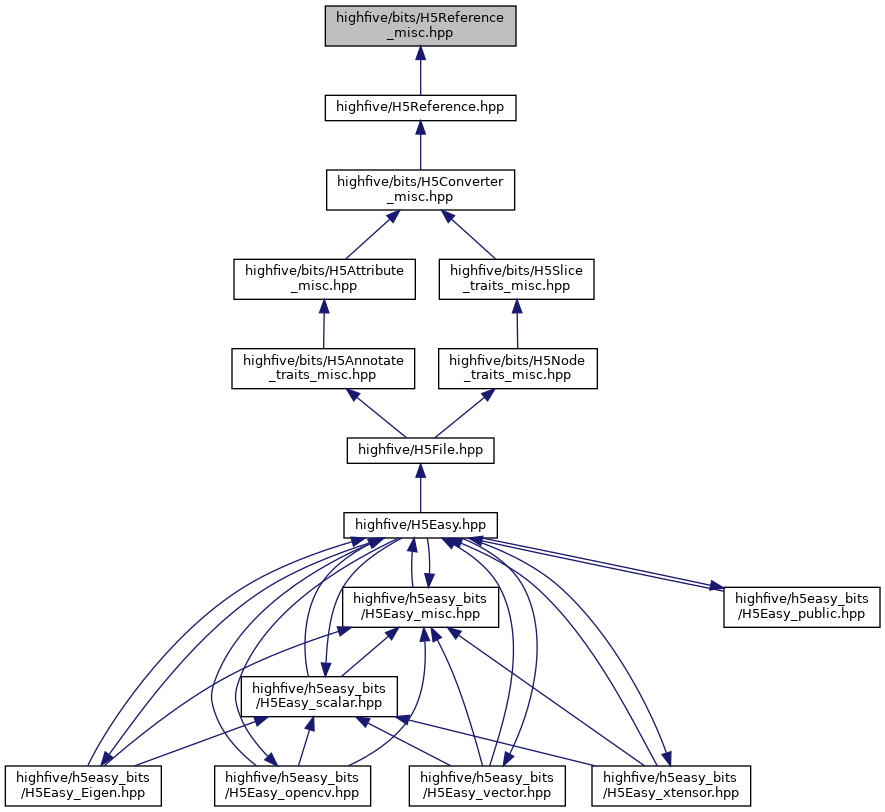 highfive/bits/H5Reference
_misc.hpp
highfive/H5Reference.hpp
highfive/bits/H5Converter
_misc.hpp
highfive/bits/H5Attribute
_misc.hpp
highfive/bits/H5Slice
_traits_misc.hpp
highfive/bits/H5Annotate
_traits_misc.hpp
highfive/bits/H5Node
_traits_misc.hpp
highfive/H5File.hpp
highfive/H5Easy.hpp
highfive/h5easy_bits
/H5Easy_misc.hpp
highfive/h5easy_bits
/H5Easy_public.hpp
highfive/h5easy_bits
/H5Easy_scalar.hpp
highfive/h5easy_bits
/H5Easy_Eigen.hpp
highfive/h5easy_bits
/H5Easy_opencv.hpp
highfive/h5easy_bits
/H5Easy_vector.hpp
highfive/h5easy_bits
/H5Easy_xtensor.hpp